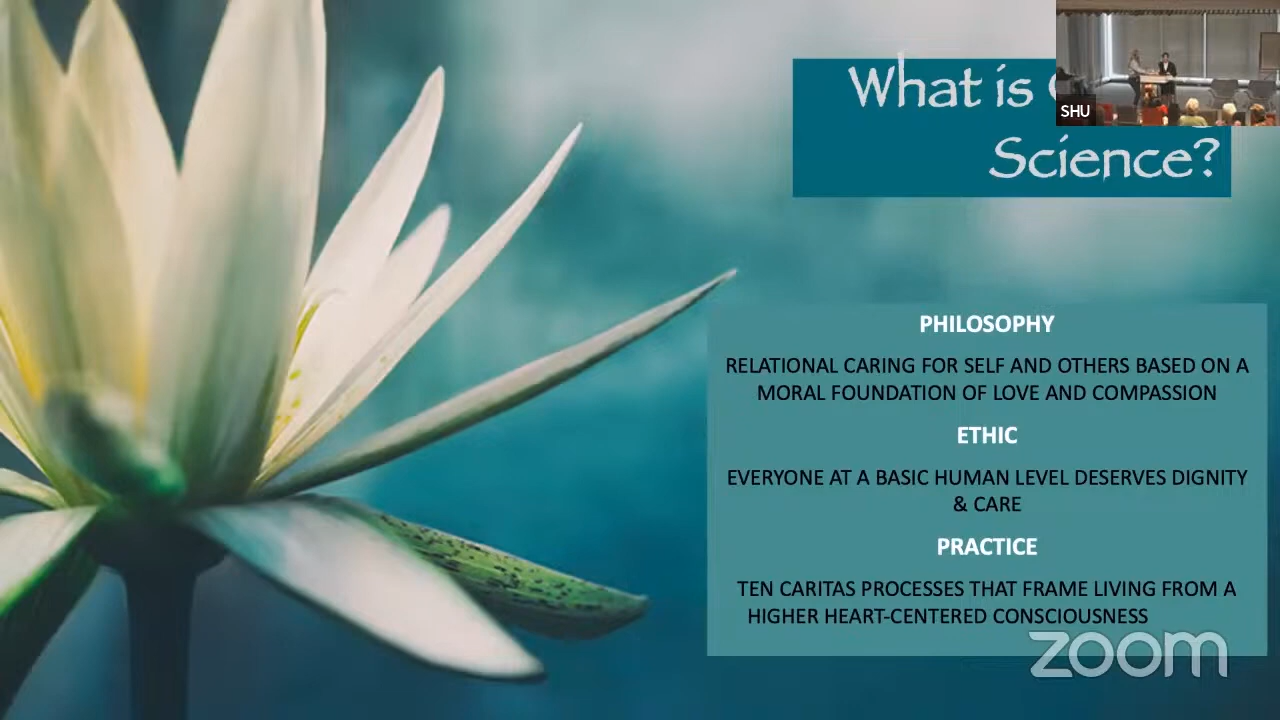 What is
Science?
SHU
PHILOSOPHY
RELATIONAL CARING FOR SELF AND OTHERS BASED ON A
MORAL FOUNDATION OF LOVE AND COMPASSION
ETHIC
EVERYONE AT A BASIC HUMAN LEVEL DESERVES DIGNITY
& CARE
PRACTICE
TEN CARITAS PROCESSES THAT FRAME LIVING FROM A
HIGHER HEART-CENTERED CONSCIOUSNESS
zoom